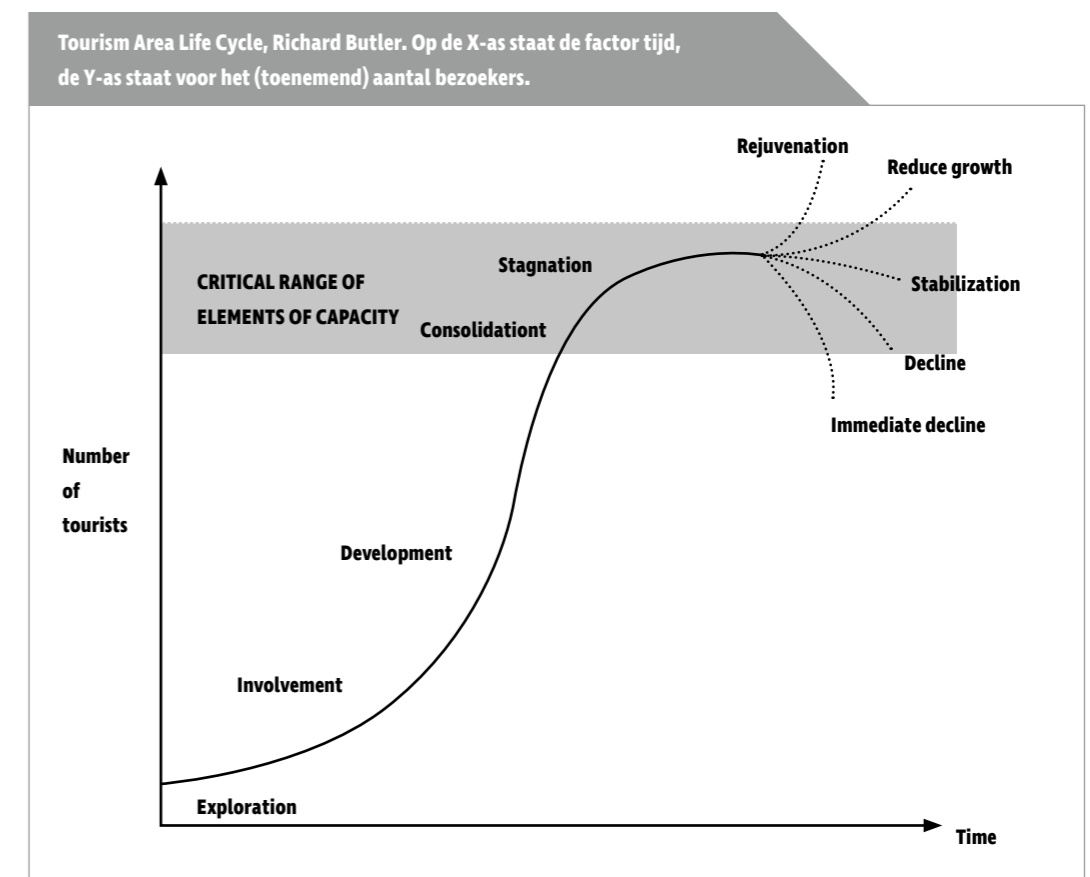 Tourism Area Life Cycle, Richard Butler. Op de X-as staat de factor tijd,
de Y-as staat voor het (toenemend) aantal bezoekers.
Rejuvenation
Reduce growth
Stagnation
CRITICAL RANGE OF
ELEMENTS OF CAPACITY
Stabilization
Consolidationt
Decline
Immediate decline
Number
of
tourists
Development
Involvement
Exploration
Time